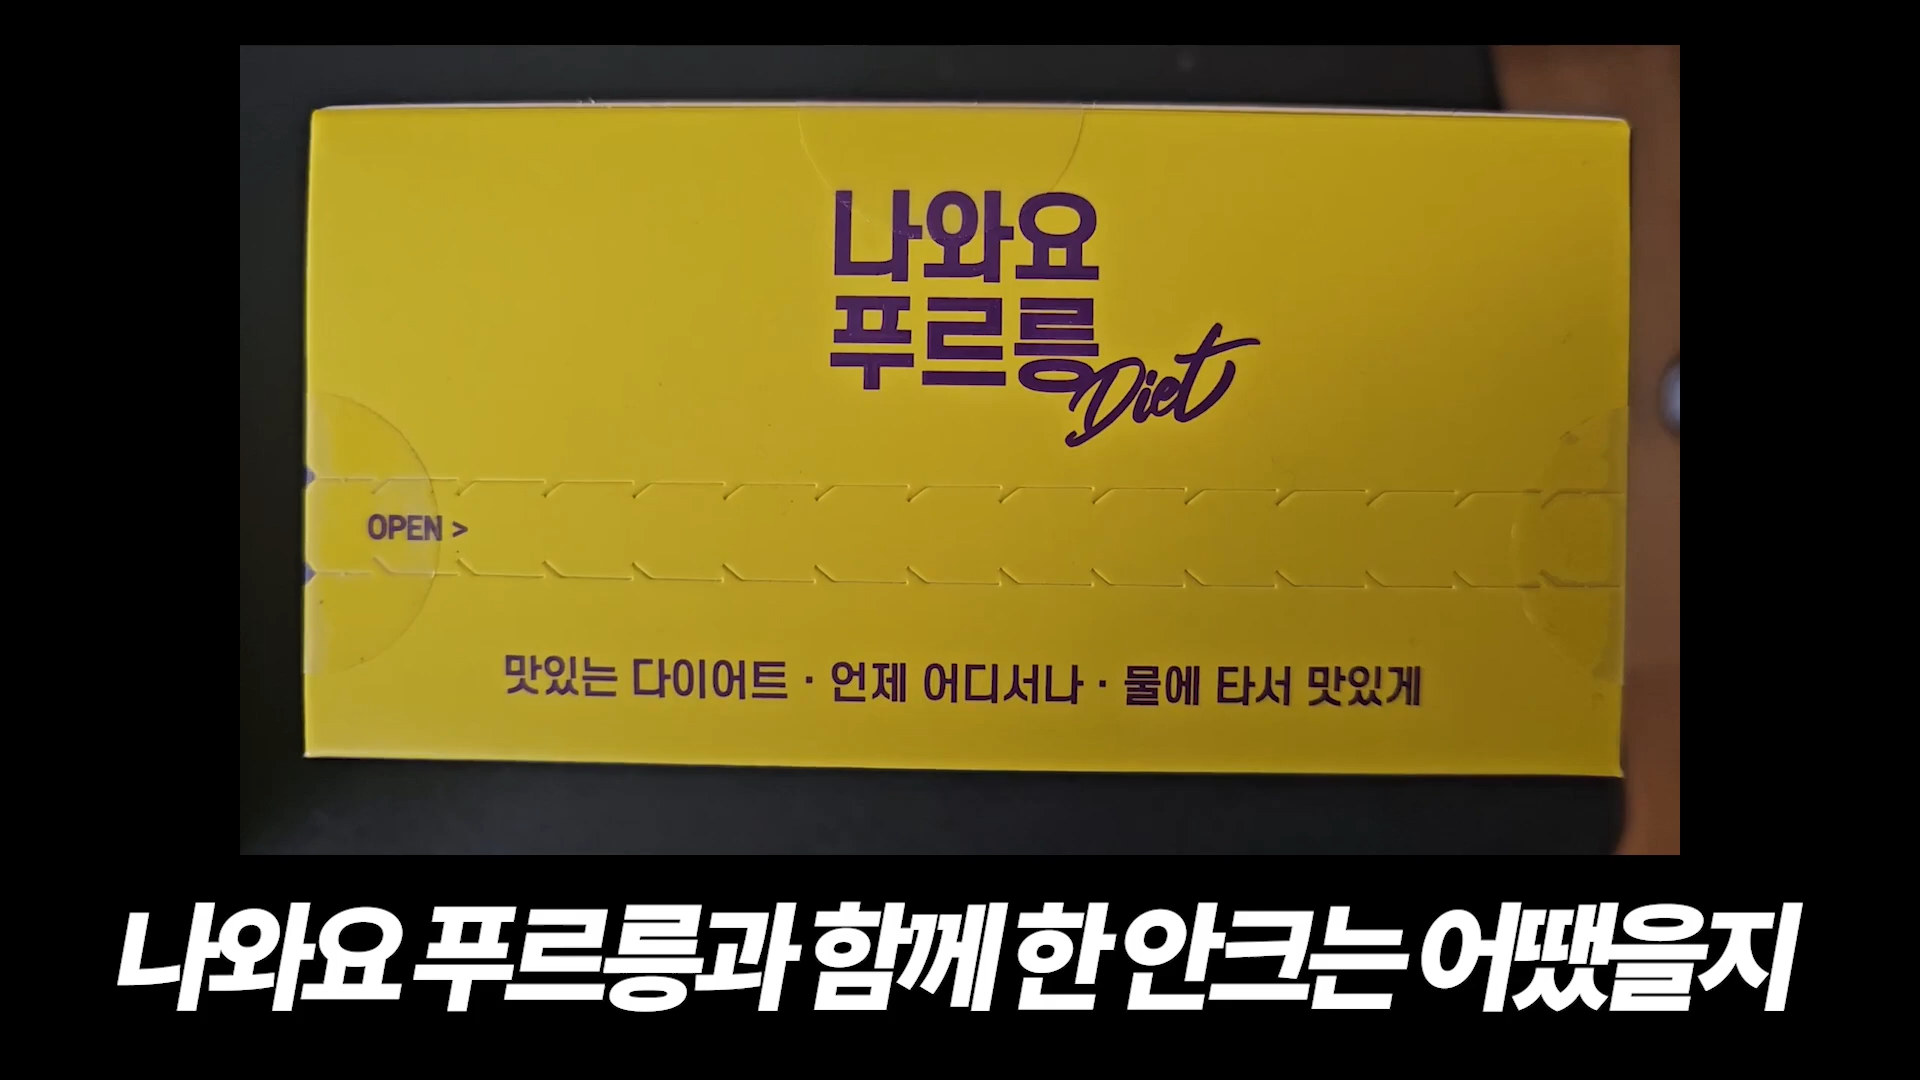 나와요
푸르릉
Diet
OPEN >
맛있는 다이어트 · 언제 어디서나 · 물에 타서 맛있게
나와요 푸르릉과 함께 한 안크는 어땠을지